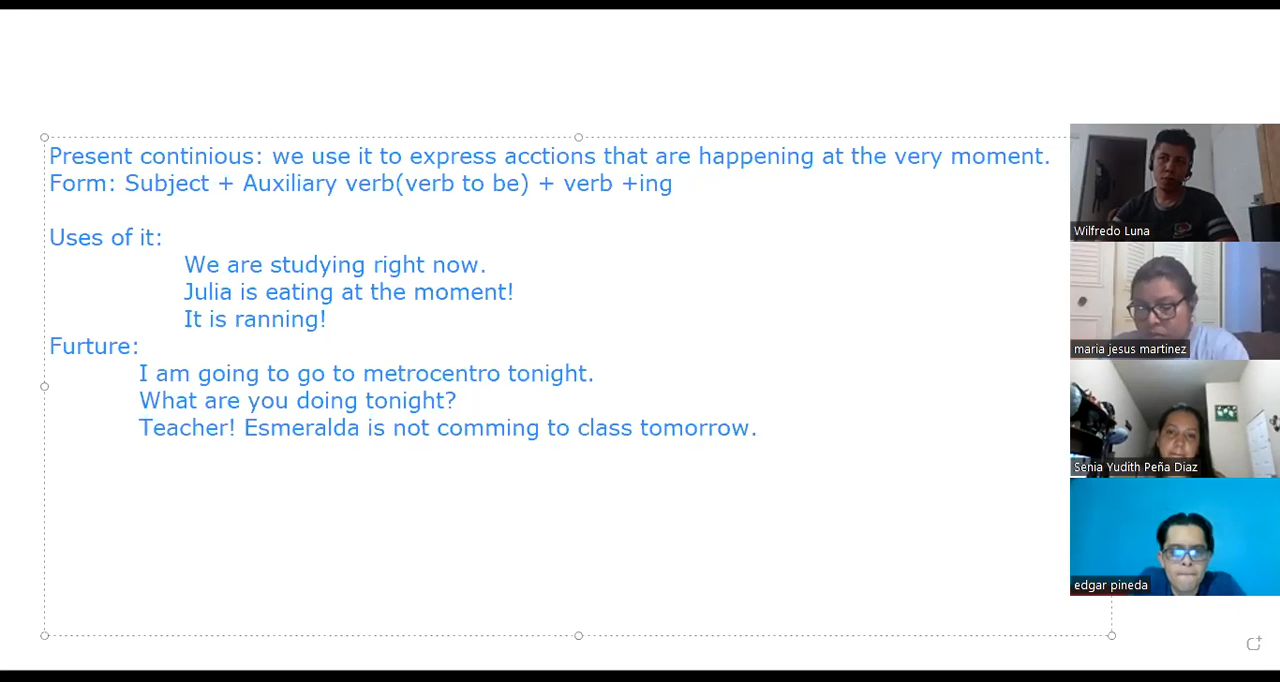 Present continious: we use it to express acctions that are happening at the very moment.
Form: Subject + Auxiliary verb(verb to be) + verb +ing
Uses of it:
We are studying right now.
Julia is eating at the moment!
It is ranning!
Furture:
I am going to go to metrocentro tonight.
What are you doing tonight?
Teacher! Esmeralda is not comming to class tomorrow.
Wilfredo Luna
maria jesus martinez
Senia Yudith Peña Diaz
edgar pineda